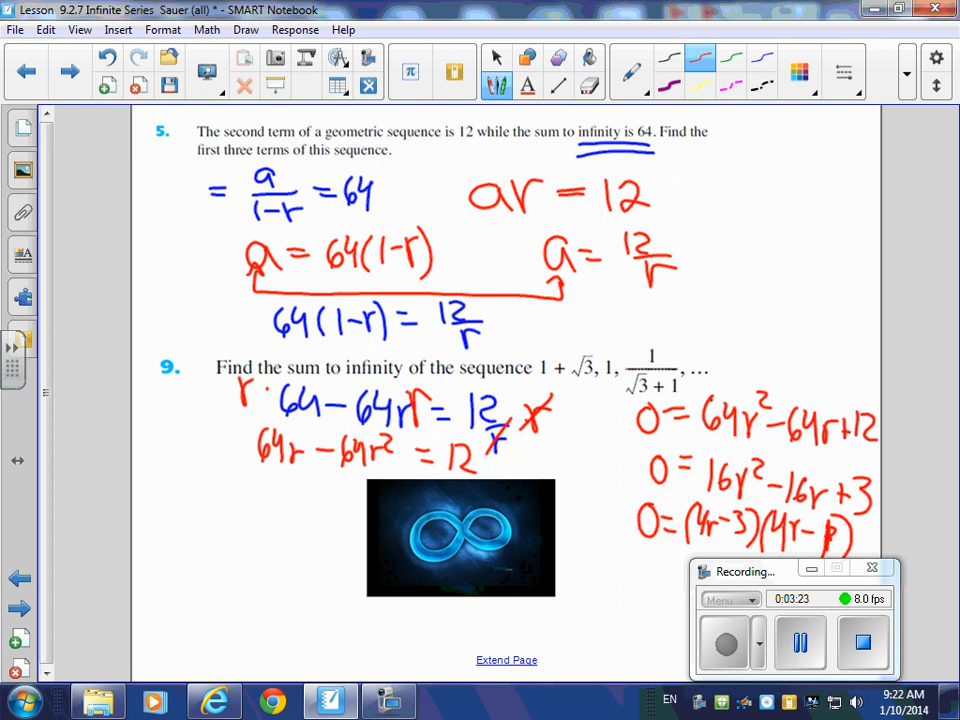 Lesson 9.2.7 Infinite Series Sauer (all) * - SMART Notebook
File Edit View Insert Format Math Draw Response Help
5. The second term of a geometric sequence is 12 while the sum to infinity is 64. Find the
first three terms of this sequence.
= a/(1-r) = 64
ar = 12
a = 64(1-r)
a = 12/r
64(1-r) = 12/r
9. Find the sum to infinity of the sequence 1 + √3, 1, 1/(√3 + 1), ...
r · 64 - 64r r = 12/r · r
64r - 64r² = 12
0 = 64r² - 64r + 12
0 = 16r² - 16r + 3
0 = (4r-3)(4r-1)
Extend Page
Recording...
Menu 0:03:23 8.0 fps
EN
9:22 AM
1/10/2014